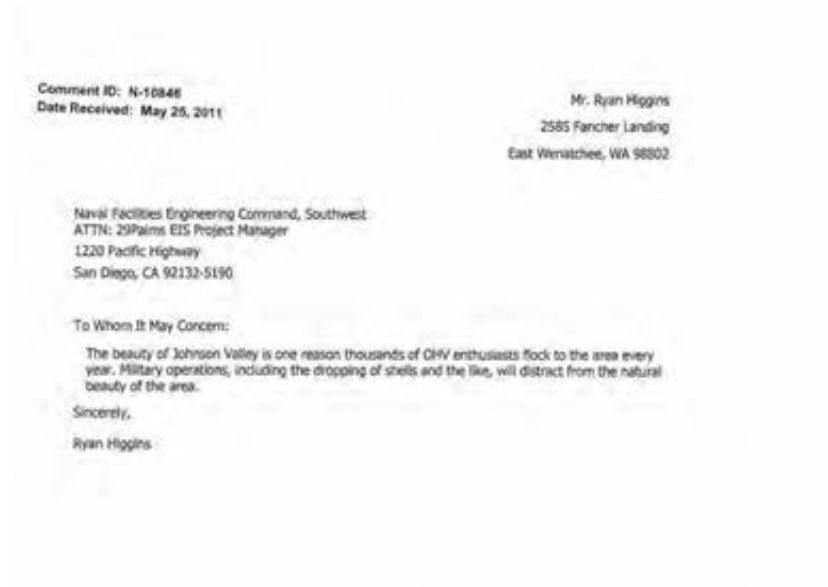 Comment ID: N-10846
Date Received: May 25, 2011
Mr. Ryan Higgins
2585 Fancher Landing
East Wenatchee, WA 98802
Naval Facilities Engineering Command, Southwest
ATTN: 29Palms EIS Project Manager
1220 Pacific Highway
San Diego, CA 92132-5190
To Whom It May Concern:
The beauty of Johnson Valley is one reason thousands of OHV enthusiasts flock to the area every
year. Military operations, including the dropping of shells and the like, will distract from the natural
beauty of the area.
Sincerely,
Ryan Higgins